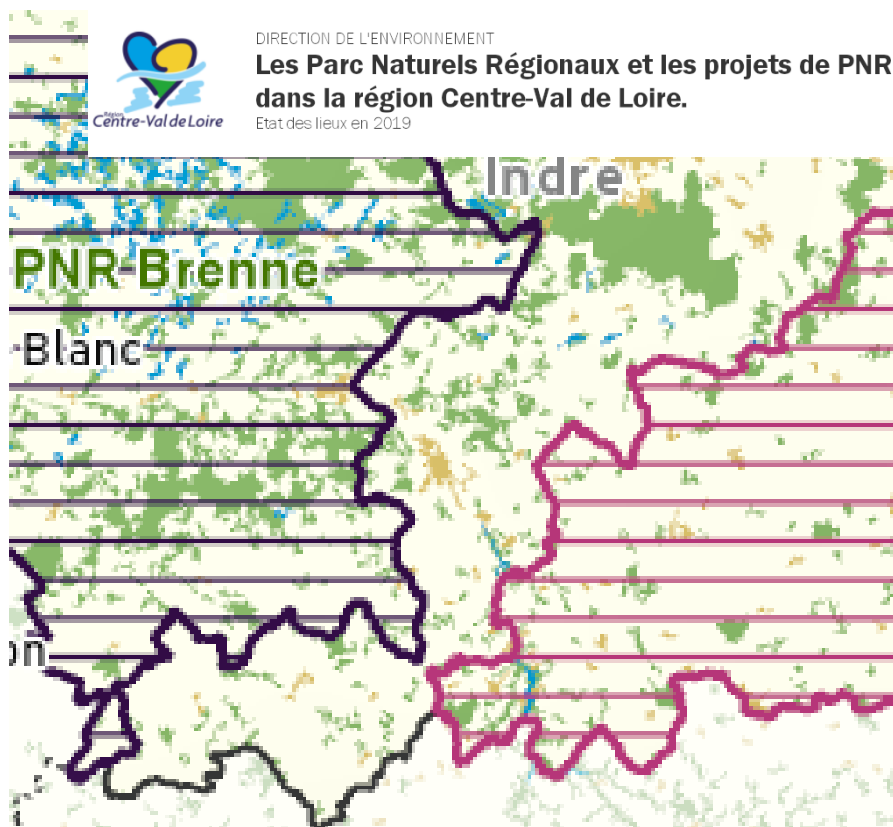 DIRECTION DE L'ENVIRONNEMENT
Les Parc Naturels Régionaux et les projets de PNR
dans la région Centre-Val de Loire.
Etat des lieux en 2019
Région
Centre-Val de Loire
Indre
PNR Brenne
Blanc